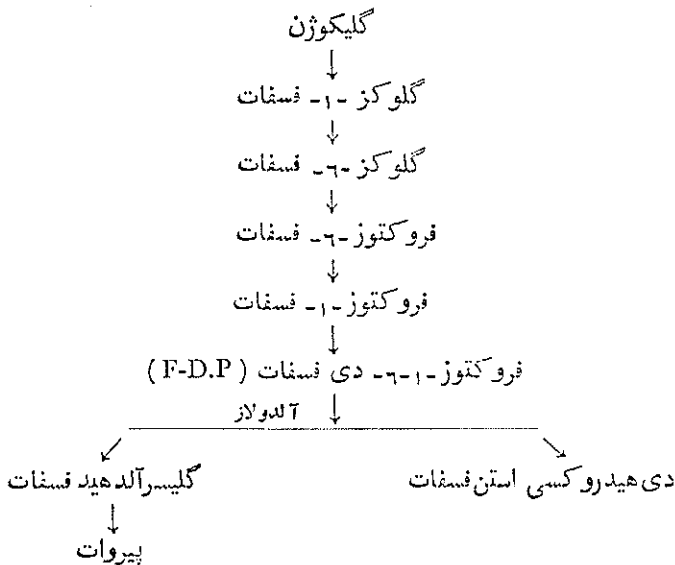 گلیکوژن
گلوکز -۱- فسفات
گلوکز -۶- فسفات
فروکتوز -۶- فسفات
فروکتوز -۱- فسفات
فروکتوز -۱-۶- دی فسفات ( F-D.P )
آلدولاز
دی هیدروکسی استن فسفات
گلیسرآلدهید فسفات
پیروات